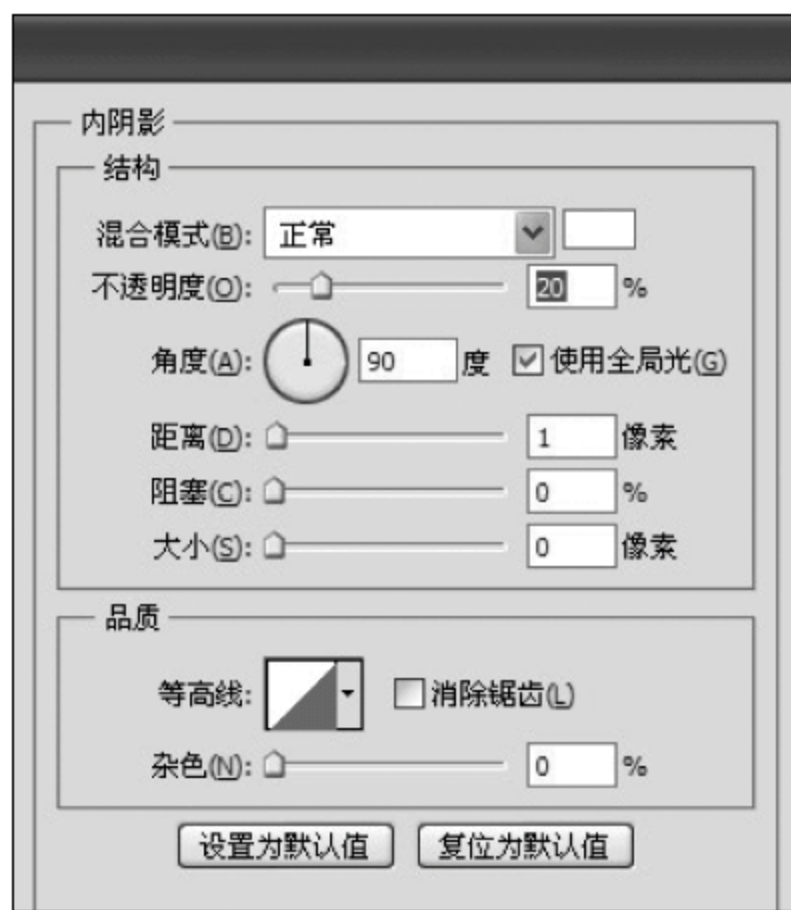 内阴影
结构
混合模式(B): 正常
不透明度(O): 20 %
角度(A): 90 度 使用全局光(G)
距离(D): 1 像素
阻塞(C): 0 %
大小(S): 0 像素
品质
等高线: 消除锯齿(L)
杂色(N): 0 %
设置为默认值 复位为默认值